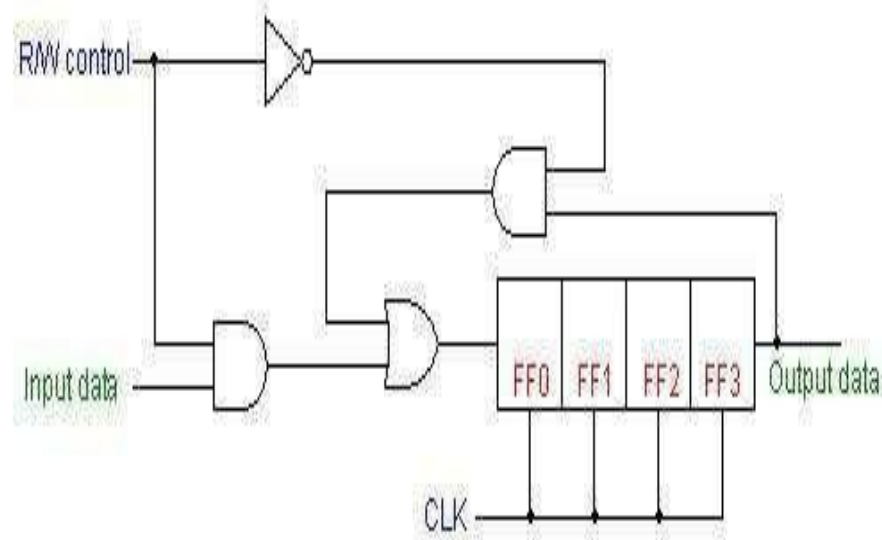 R/W control
Input data
FF0 FF1 FF2 FF3
Output data
CLK